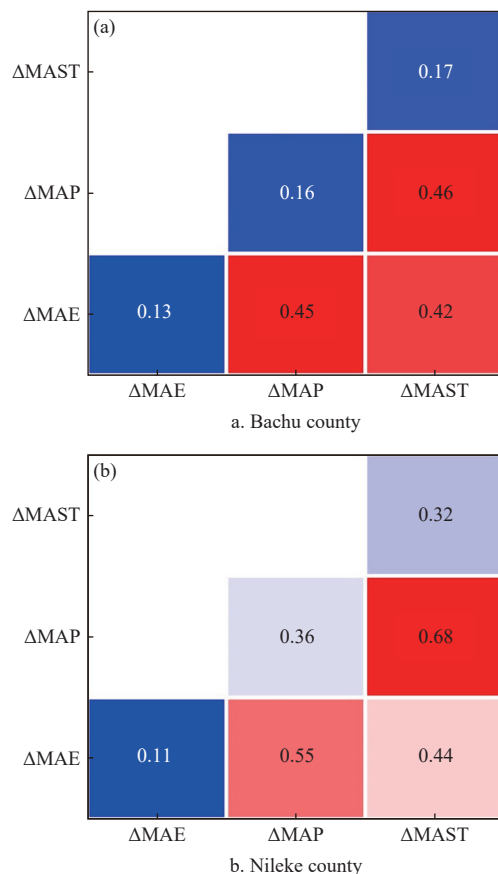 (a)
ΔMAST 0.17
ΔMAP 0.16 0.46
ΔMAE 0.13 0.45 0.42
ΔMAE ΔMAP ΔMAST
a. Bachu county
(b)
ΔMAST 0.32
ΔMAP 0.36 0.68
ΔMAE 0.11 0.55 0.44
ΔMAE ΔMAP ΔMAST
b. Nileke county